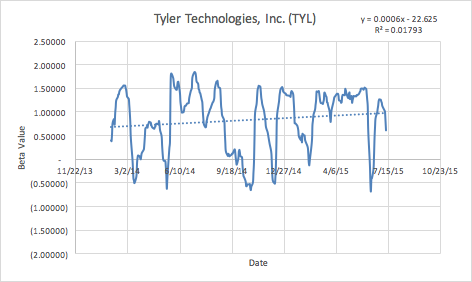 Tyler Technologies, Inc. (TYL)
y = 0.0006x - 22.625
R² = 0.01793
2.50000
2.00000
1.50000
1.00000
0.50000
-
(0.50000)
(1.00000)
(1.50000)
(2.00000)
Beta Value
11/22/13 3/2/14 6/10/14 9/18/14 12/27/14 4/6/15 7/15/15 10/23/15
Date